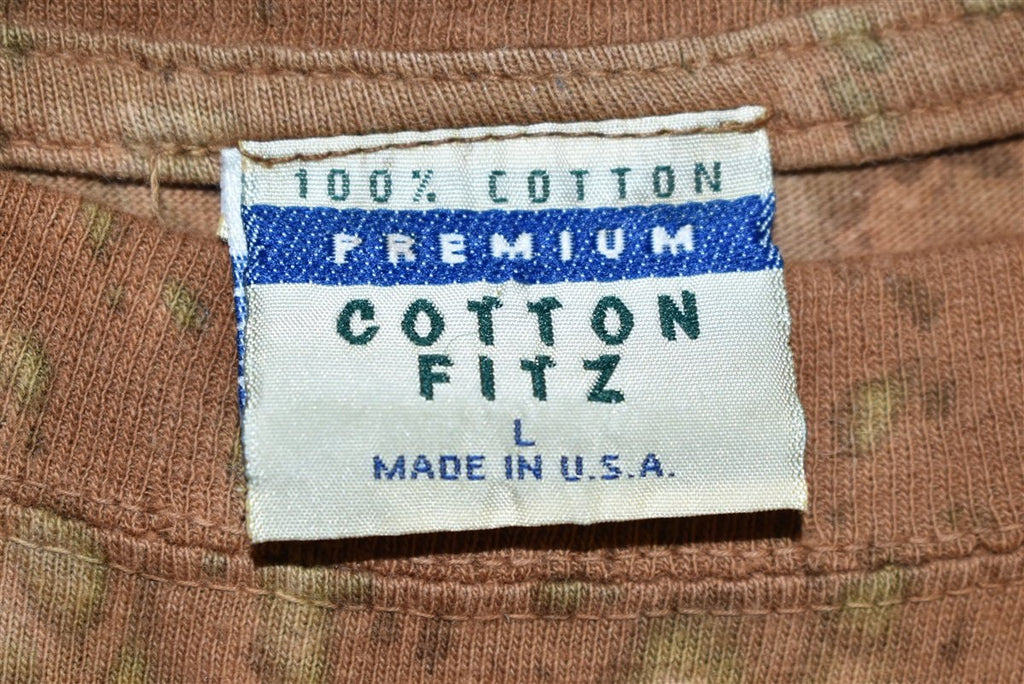 100% COTTON
PREMIUM
COTTON
FITZ
L
MADE IN U.S.A.